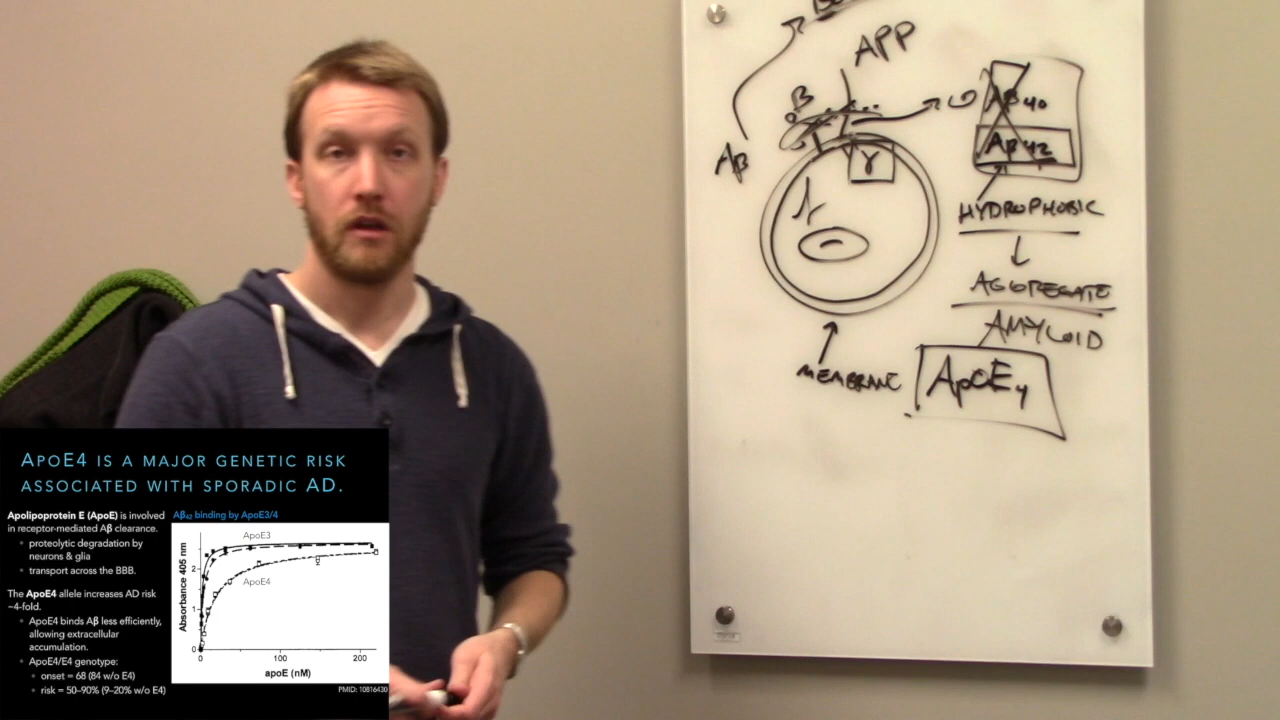 APP
β
Aβ40
Aβ
Aβ42
γ
HYDROPHOBIC
↓
AGGREGATE
AMYLOID
MEMBRANE
ApoE4
ApoE4 is a major genetic risk
associated with sporadic AD.
Apolipoprotein E (ApoE) is involved
in receptor-mediated Aβ clearance.
• proteolytic degradation by
neurons & glia
• transport across the BBB.
The ApoE4 allele increases AD risk
~4-fold.
• ApoE4 binds Aβ less efficiently,
allowing extracellular
accumulation.
• ApoE4/E4 genotype:
• onset = 68 (84 w/o E4)
• risk = 50–90% (9–20% w/o E4)
Aβ42 binding by ApoE3/4
ApoE3
ApoE4
Absorbance 405 nm
2
1
0
0 100 200
apoE (nM)
PMID: 10816430